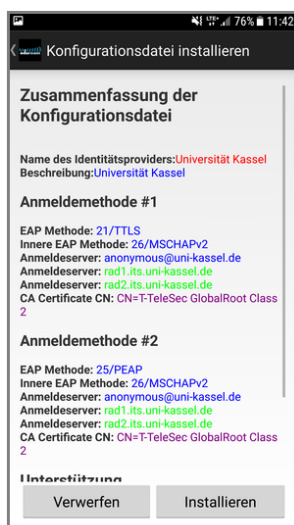 LTE 76% 11:42
Konfigurationsdatei installieren
Zusammenfassung der
Konfigurationsdatei
Name des Identitätsproviders:Universität Kassel
Beschreibung:Universität Kassel
Anmeldemethode #1
EAP Methode: 21/TTLS
Innere EAP Methode: 26/MSCHAPv2
Anmeldeserver: anonymous@uni-kassel.de
Anmeldeserver: rad1.its.uni-kassel.de
Anmeldeserver: rad2.its.uni-kassel.de
CA Certificate CN: CN=T-TeleSec GlobalRoot Class
2
Anmeldemethode #2
EAP Methode: 25/PEAP
Innere EAP Methode: 26/MSCHAPv2
Anmeldeserver: anonymous@uni-kassel.de
Anmeldeserver: rad1.its.uni-kassel.de
Anmeldeserver: rad2.its.uni-kassel.de
CA Certificate CN: CN=T-TeleSec GlobalRoot Class
2
Unterstützung
Verwerfen Installieren